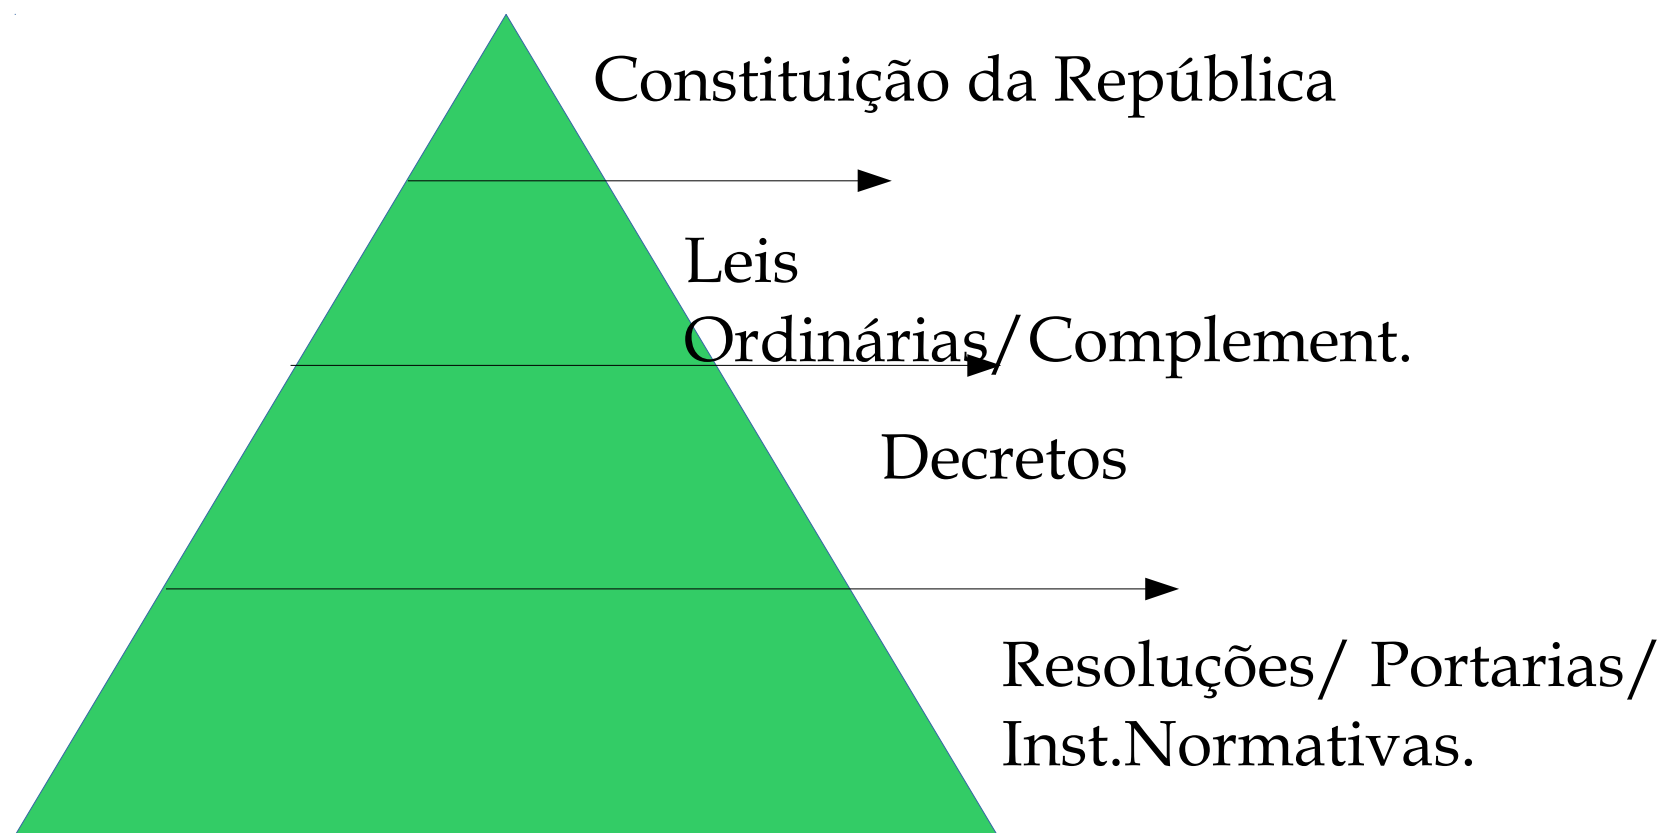 Constituição da República
Leis
Ordinárias/Complement.
Decretos
Resoluções/ Portarias/
Inst.Normativas.